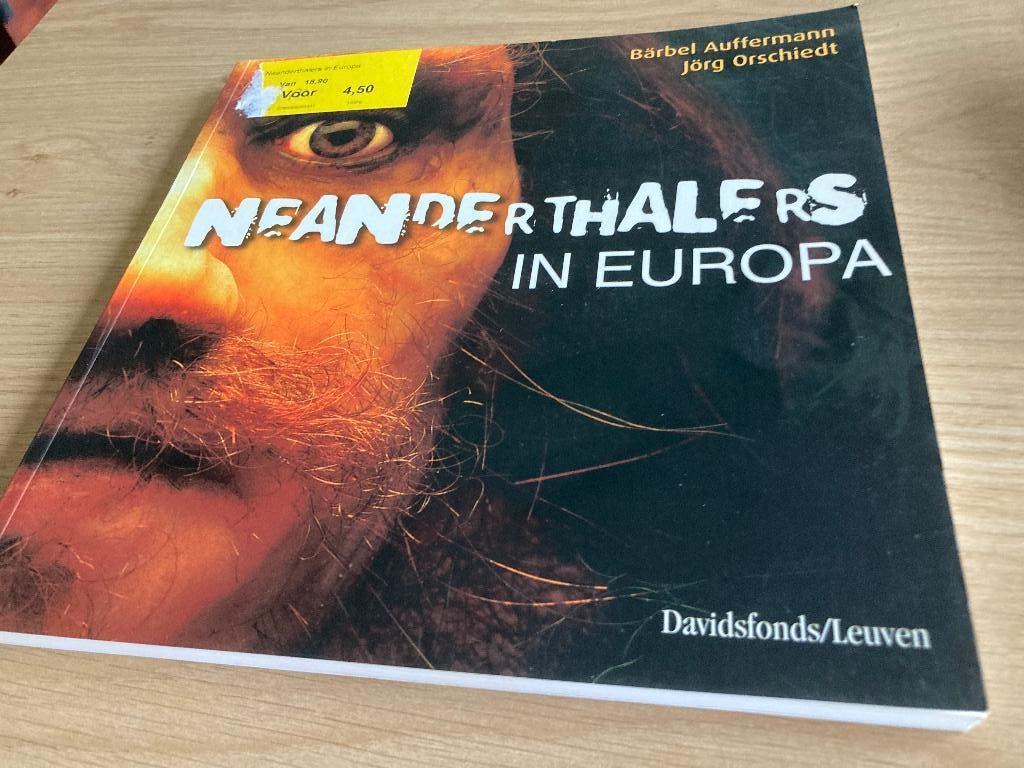 Bärbel Auffermann
Jörg Orschiedt
Neanderthalers in Europa
Van 18,90
Voor 4,50
NEANDERTHALERS
IN EUROPA
Davidsfonds/Leuven